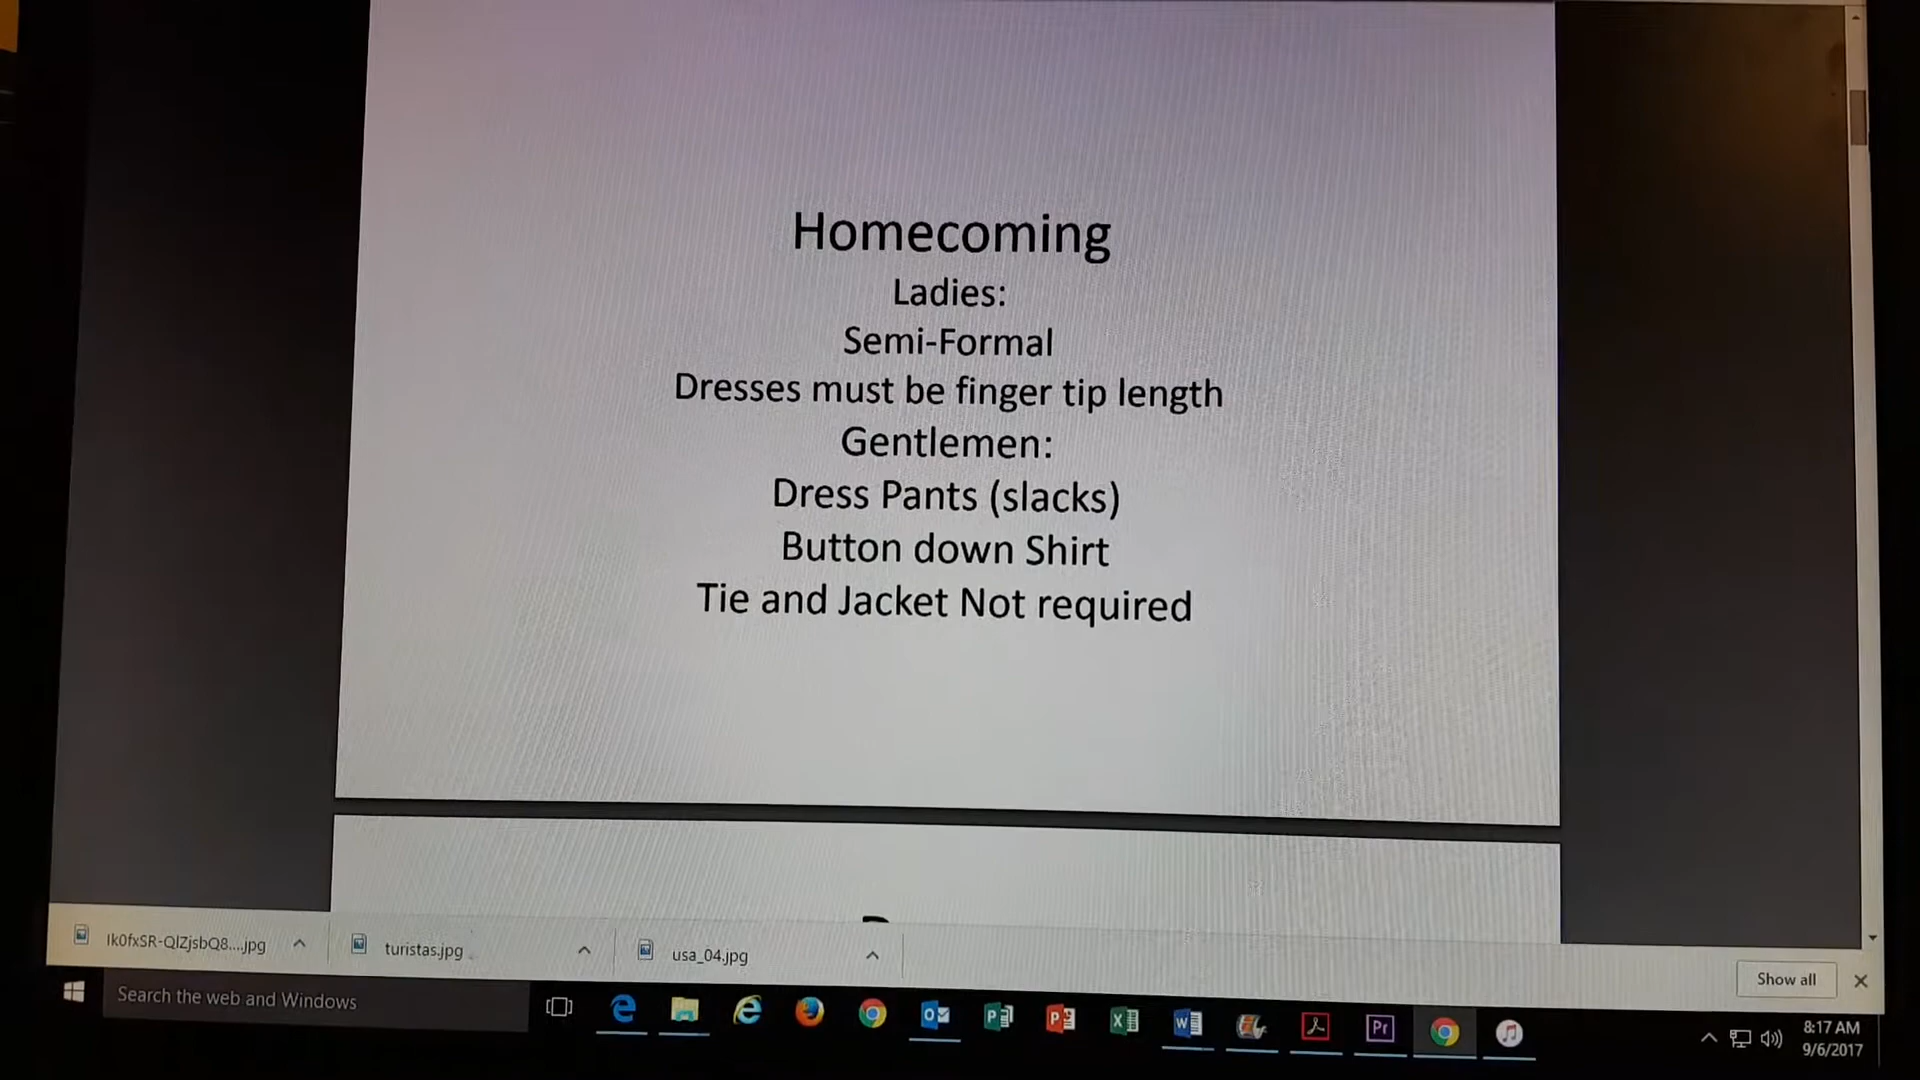 Homecoming
Ladies:
Semi-Formal
Dresses must be finger tip length
Gentlemen:
Dress Pants (slacks)
Button down Shirt
Tie and Jacket Not required
turistas.jpg
usa_04.jpg
Show all
Search the web and Windows
8:17 AM
9/6/2017